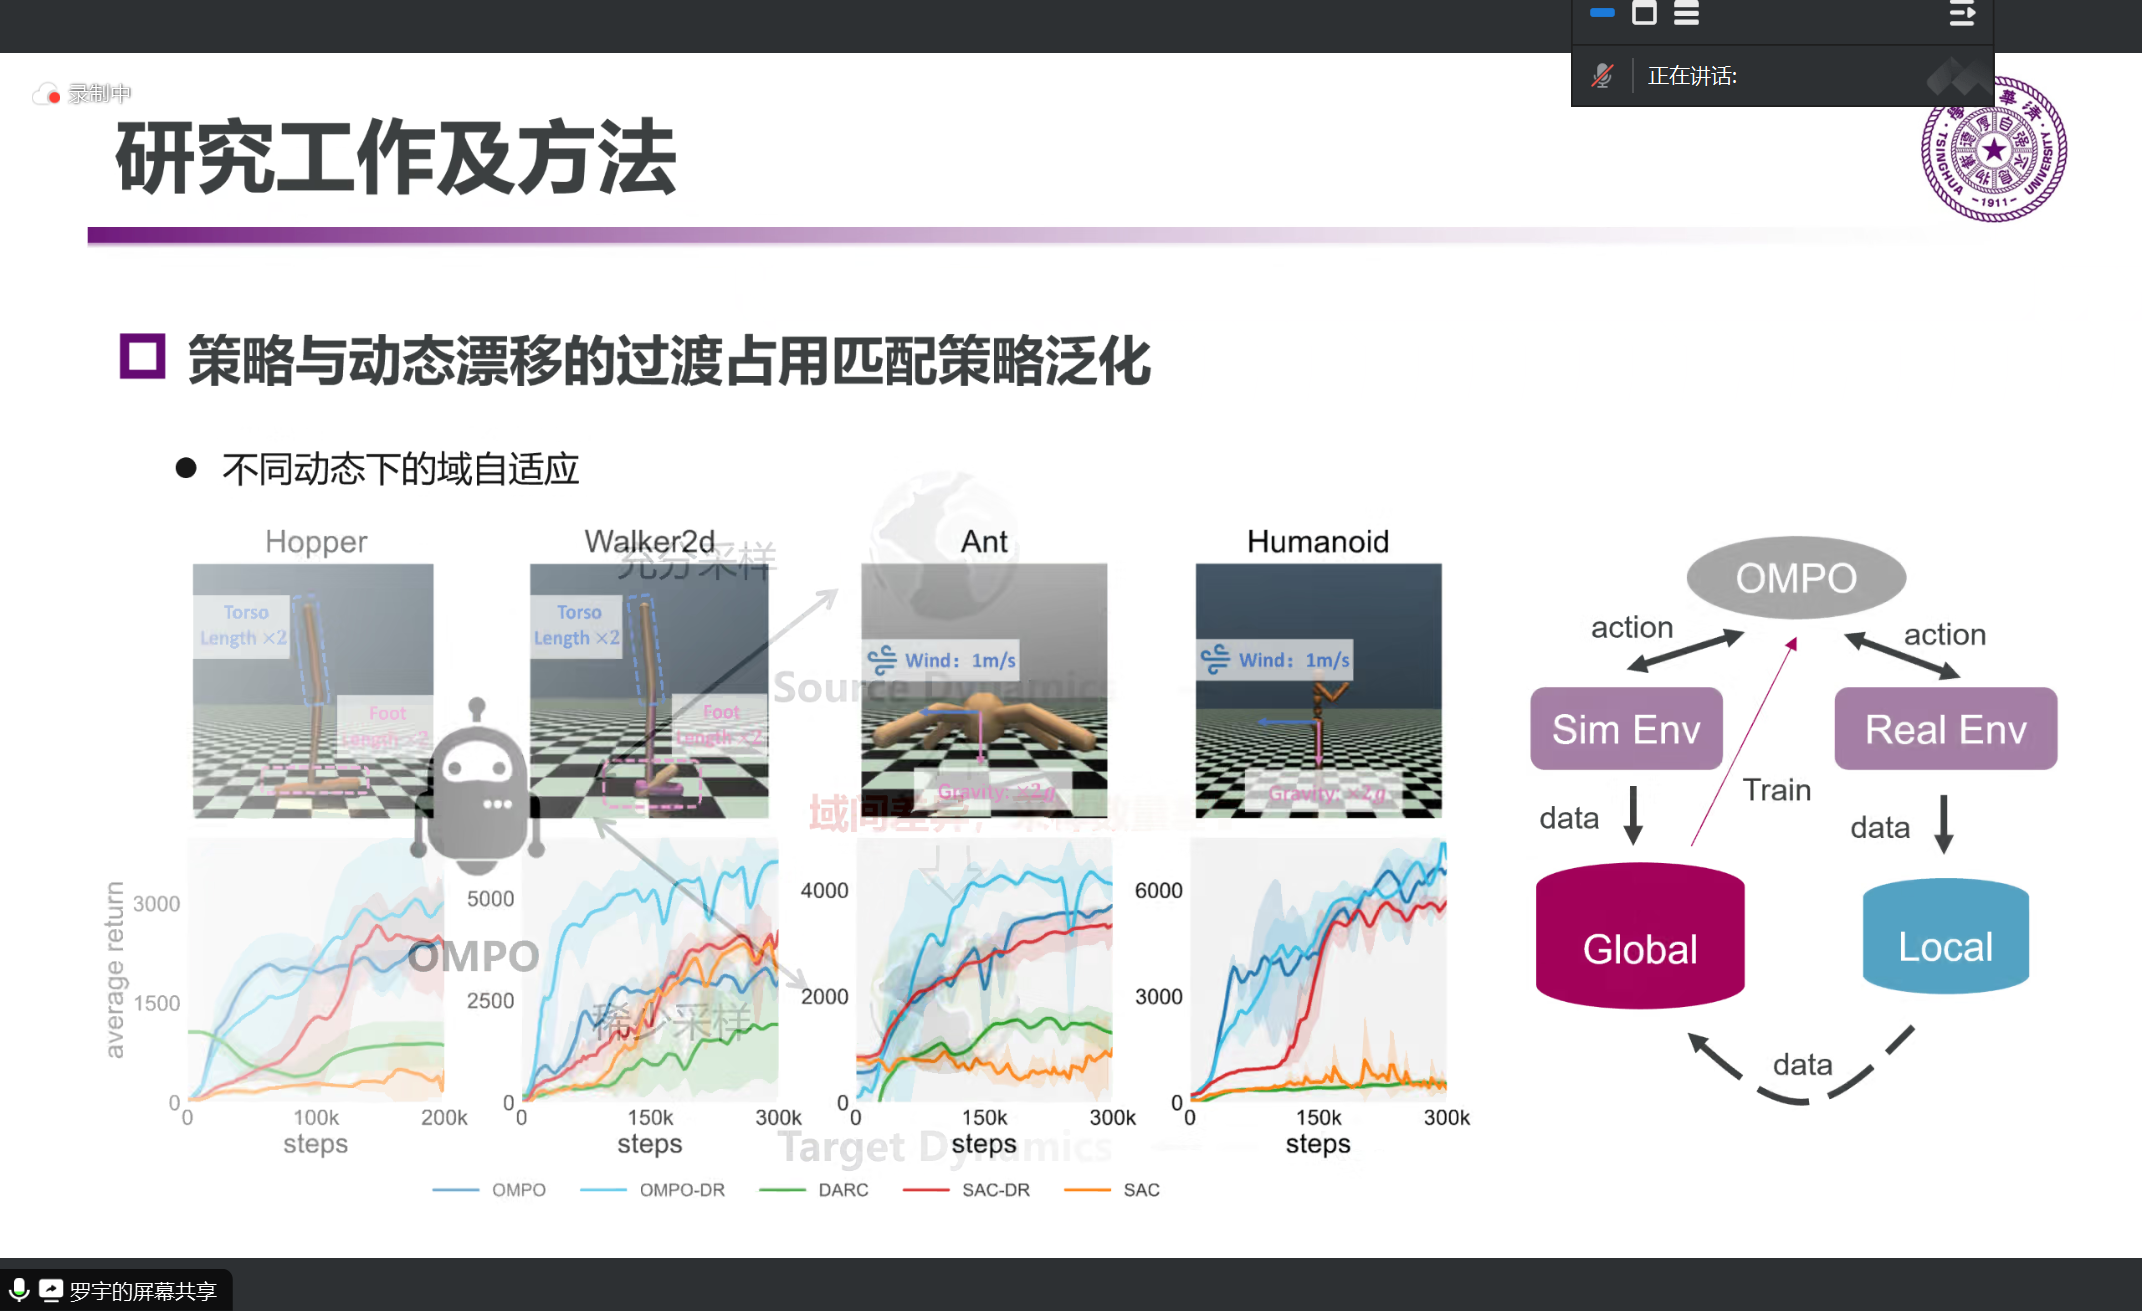 正在讲话:
录制中
研究工作及方法
TSINGHUA UNIVERSITY
-1911-
策略与动态漂移的过渡占用匹配策略泛化
不同动态下的域自适应
Hopper
Walker2d
Ant
Humanoid
充分采样
Torso
Length ×2
Torso
Length ×2
Wind: 1m/s
Wind: 1m/s
Source Dynamics
Foot
Length ×2
Foot
Length ×2
Gravity: ×2g
Gravity: ×2g
域间差异,
average return
3000
1500
0
0
100k
200k
steps
5000
2500
0
0
150k
300k
steps
4000
2000
0
0
150k
300k
steps
6000
3000
0
0
150k
300k
steps
OMPO
稀少采样
Target Dynamics
OMPO
OMPO-DR
DARC
SAC-DR
SAC
OMPO
action
action
Sim Env
Real Env
Train
data
data
Global
Local
data
罗宇的屏幕共享